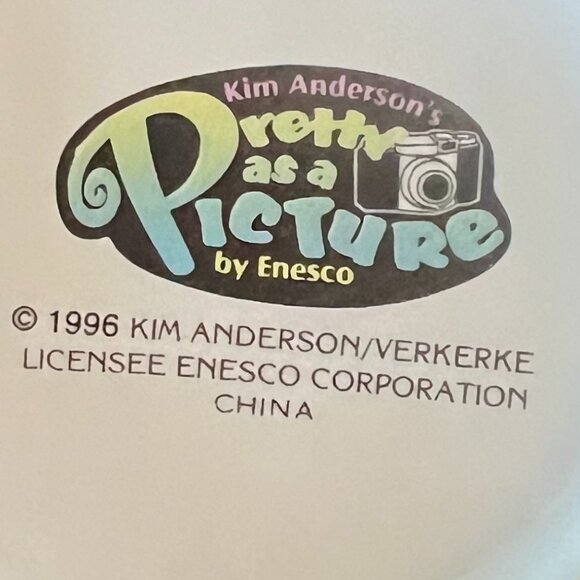 Kim Anderson's
Pretty
as a
PICTURE
by Enesco
© 1996 KIM ANDERSON/VERKERKE
LICENSEE ENESCO CORPORATION
CHINA